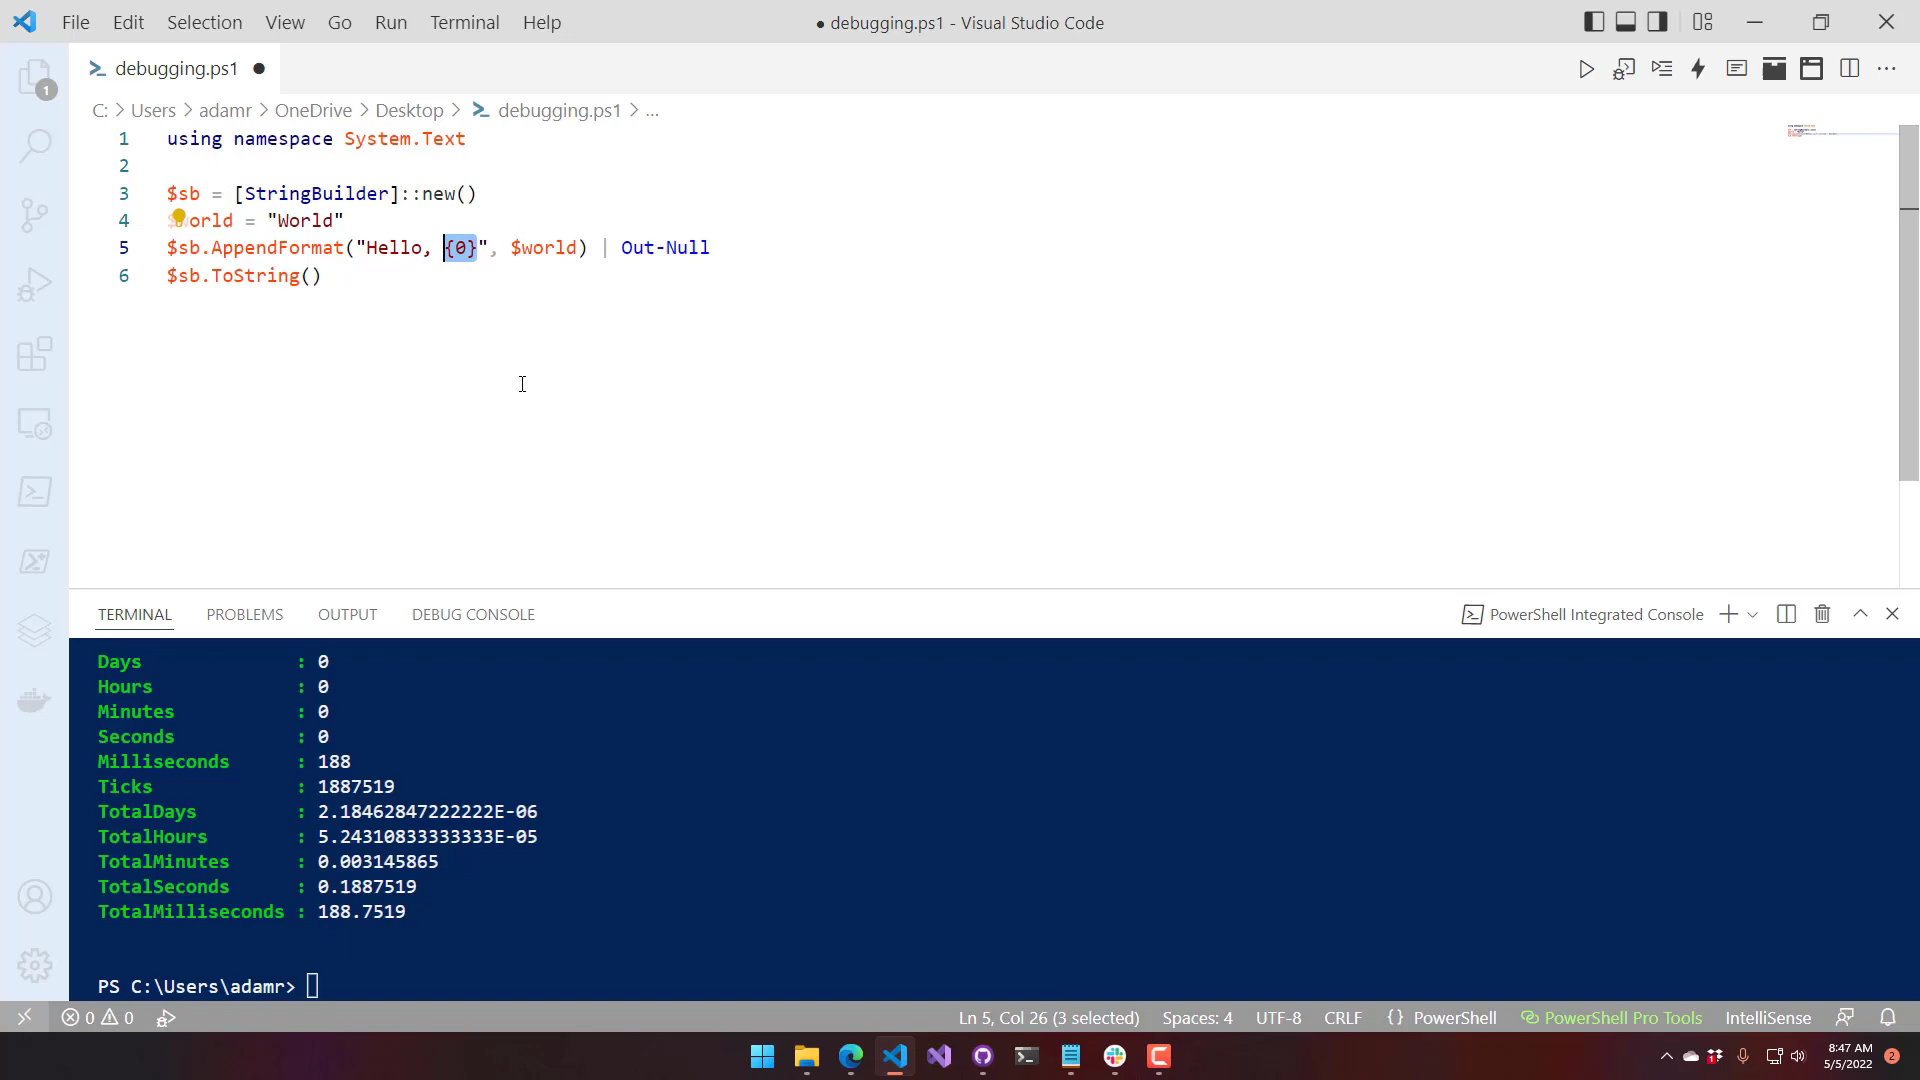 File Edit Selection View Go Run Terminal Help
● debugging.ps1 - Visual Studio Code
debugging.ps1 ●
C: > Users > adamr > OneDrive > Desktop > debugging.ps1 > ...
1 using namespace System.Text
2
3 $sb = [StringBuilder]::new()
4 $world = "World"
5 $sb.AppendFormat("Hello, {0}", $world) | Out-Null
6 $sb.ToString()
1
TERMINAL PROBLEMS OUTPUT DEBUG CONSOLE
PowerShell Integrated Console
Days : 0
Hours : 0
Minutes : 0
Seconds : 0
Milliseconds : 188
Ticks : 1887519
TotalDays : 2.18462847222222E-06
TotalHours : 5.24310833333333E-05
TotalMinutes : 0.003145865
TotalSeconds : 0.1887519
TotalMilliseconds : 188.7519
PS C:\Users\adamr>
0 0
Ln 5, Col 26 (3 selected) Spaces: 4 UTF-8 CRLF {} PowerShell PowerShell Pro Tools IntelliSense
8:47 AM
5/5/2022
2